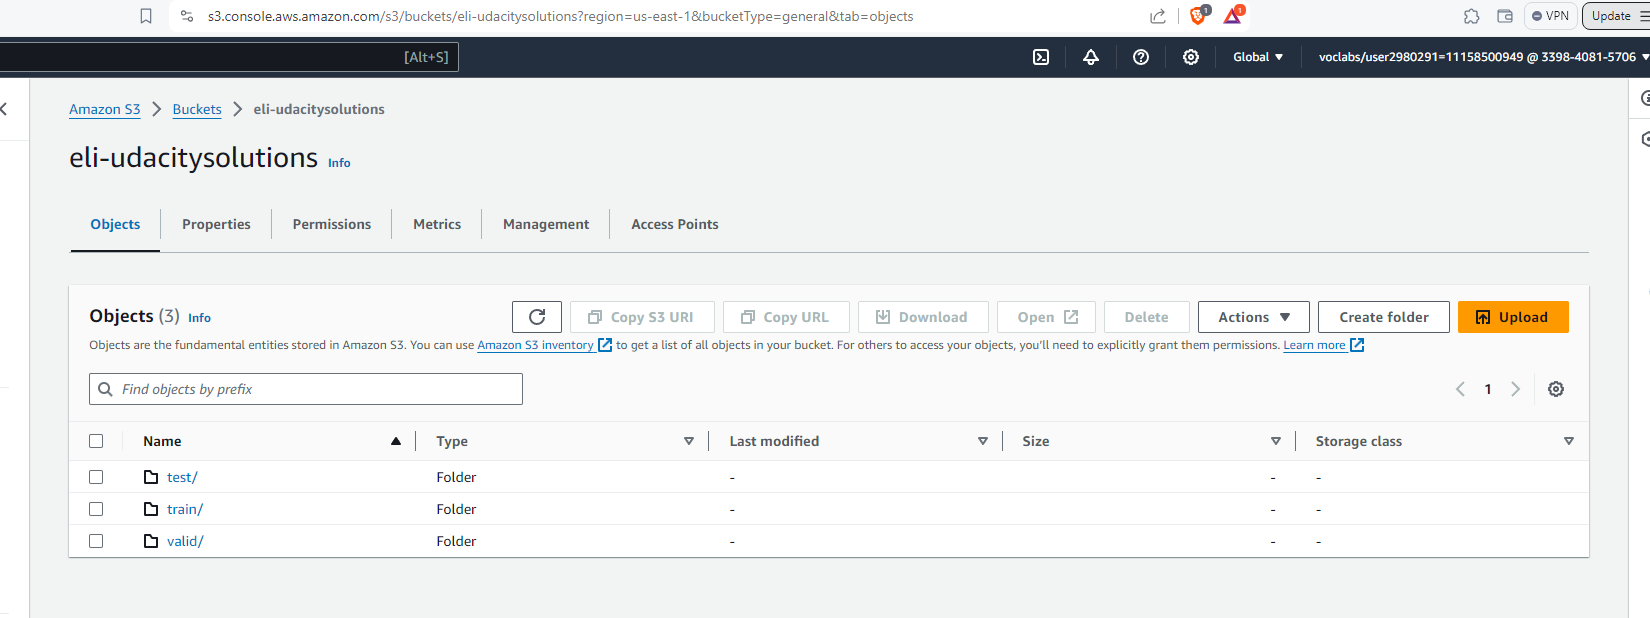 s3.console.aws.amazon.com/s3/buckets/eli-udacitysolutions?region=us-east-1&bucketType=general&tab=objects 1 1 VPN Update
[Alt+S] Global voclabs/user2980291=11158500949 @ 3398-4081-5706
Amazon S3 Buckets eli-udacitysolutions
eli-udacitysolutions Info
Objects Properties Permissions Metrics Management Access Points
Objects (3) Info Copy S3 URI Copy URL Download Open Delete Actions Create folder Upload
Objects are the fundamental entities stored in Amazon S3. You can use Amazon S3 inventory to get a list of all objects in your bucket. For others to access your objects, you'll need to explicitly grant them permissions. Learn more
Find objects by prefix 1
Name Type Last modified Size Storage class
test/ Folder - - -
train/ Folder - - -
valid/ Folder - - -